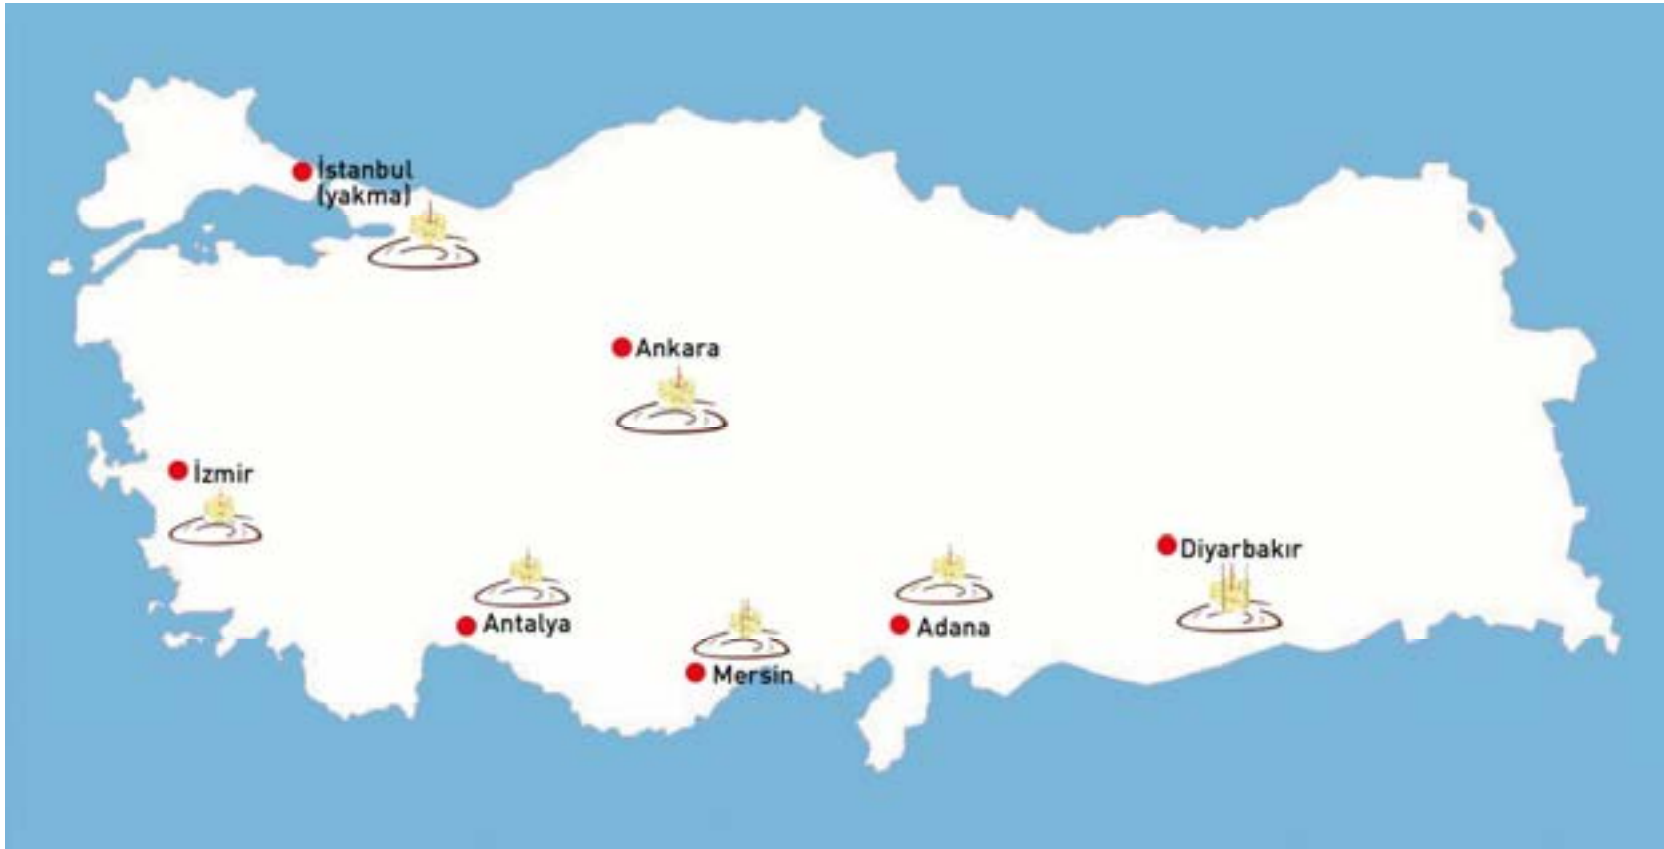 İstanbul
(yakma)
Ankara
İzmir
Diyarbakır
Antalya
Adana
Mersin